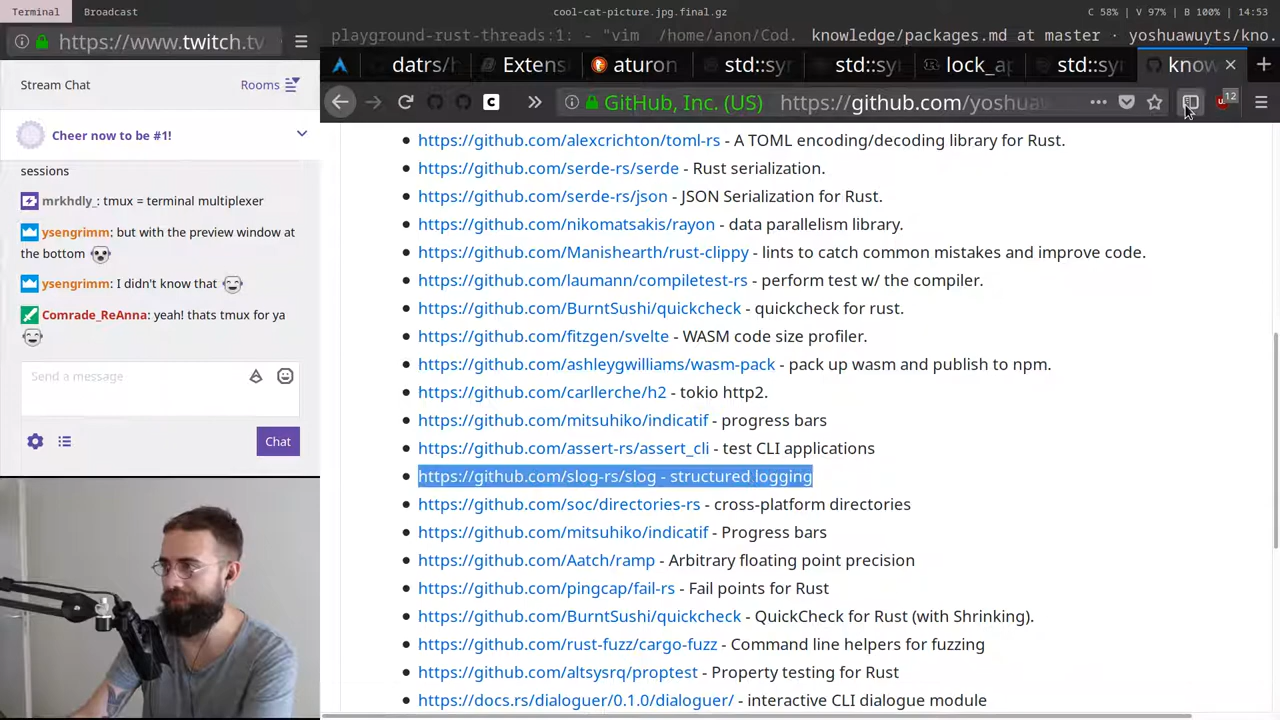 Terminal
Broadcast
cool-cat-picture.jpg.final.gz
C 58% | V 97% | B 100% | 14:53
https://www.twitch.tv
playground-rust-threads:1: - "vim /home/anon/Cod.
knowledge/packages.md at master · yoshuawuyts/kno.
datrs/h
Extens
aturon
std::syn
std::syn
lock_ap
std::syn
know
GitHub, Inc. (US)
https://github.com/yoshuaw
12
Stream Chat
Rooms
Cheer now to be #1!
sessions
mrkhdly_: tmux = terminal multiplexer
ysengrimm: but with the preview window at
the bottom
ysengrimm: I didn't know that
Comrade_ReAnna: yeah! thats tmux for ya
Send a message
Chat
https://github.com/alexcrichton/toml-rs - A TOML encoding/decoding library for Rust.
https://github.com/serde-rs/serde - Rust serialization.
https://github.com/serde-rs/json - JSON Serialization for Rust.
https://github.com/nikomatsakis/rayon - data parallelism library.
https://github.com/Manishearth/rust-clippy - lints to catch common mistakes and improve code.
https://github.com/laumann/compiletest-rs - perform test w/ the compiler.
https://github.com/BurntSushi/quickcheck - quickcheck for rust.
https://github.com/fitzgen/svelte - WASM code size profiler.
https://github.com/ashleygwilliams/wasm-pack - pack up wasm and publish to npm.
https://github.com/carllerche/h2 - tokio http2.
https://github.com/mitsuhiko/indicatif - progress bars
https://github.com/assert-rs/assert_cli - test CLI applications
https://github.com/slog-rs/slog - structured logging
https://github.com/soc/directories-rs - cross-platform directories
https://github.com/mitsuhiko/indicatif - Progress bars
https://github.com/Aatch/ramp - Arbitrary floating point precision
https://github.com/pingcap/fail-rs - Fail points for Rust
https://github.com/BurntSushi/quickcheck - QuickCheck for Rust (with Shrinking).
https://github.com/rust-fuzz/cargo-fuzz - Command line helpers for fuzzing
https://github.com/altsysrq/proptest - Property testing for Rust
https://docs.rs/dialoguer/0.1.0/dialoguer/ - interactive CLI dialogue module